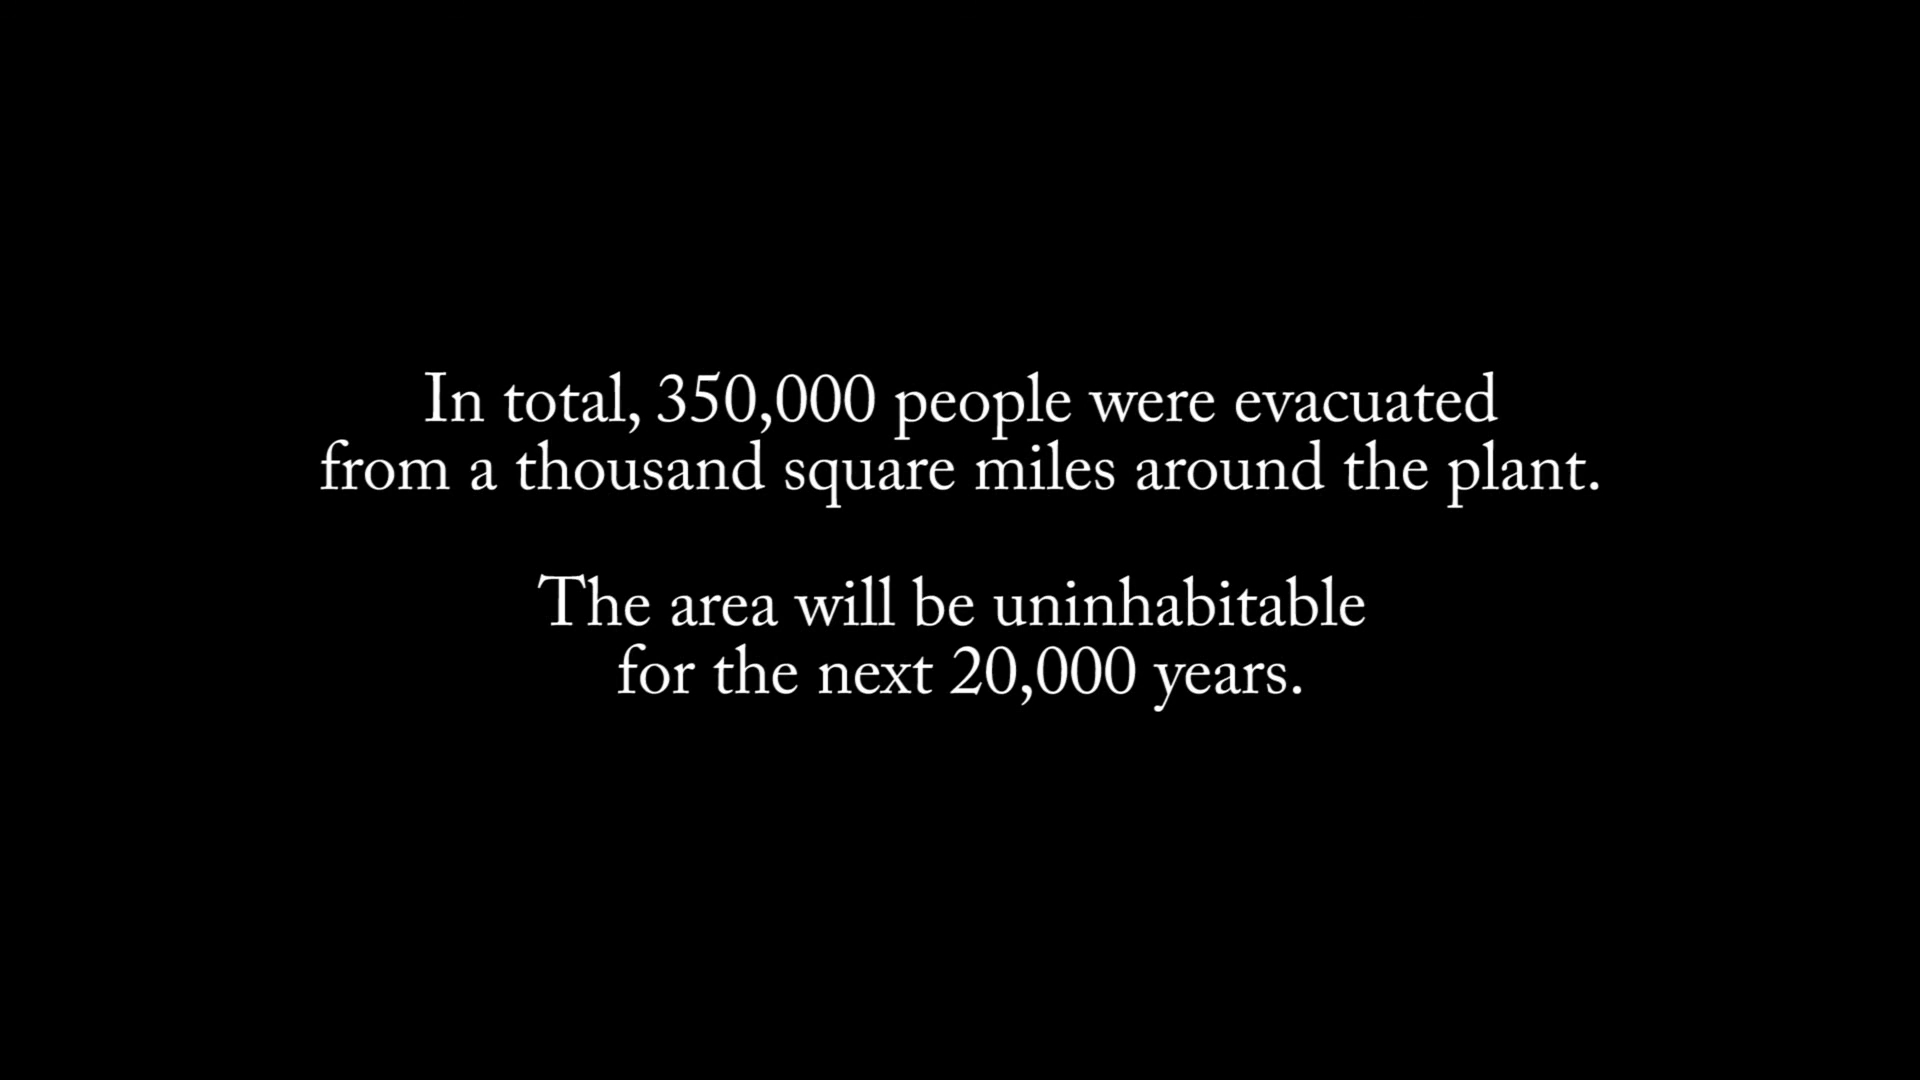 In total, 350,000 people were evacuated
from a thousand square miles around the plant.
The area will be uninhabitable
for the next 20,000 years.